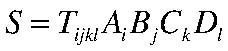 S = T_{ijkl} A_i B_j C_k D_l